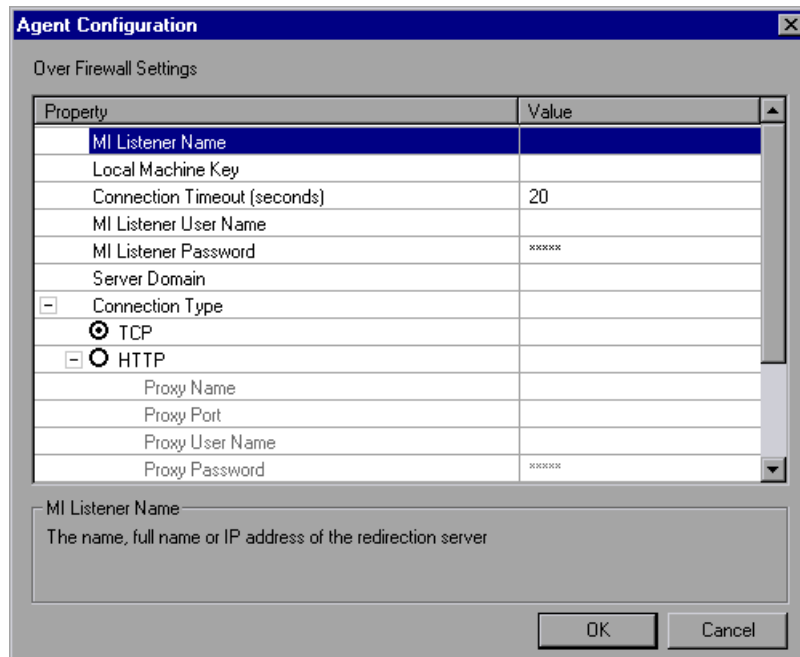 Agent Configuration
Over Firewall Settings
Property Value
MI Listener Name
Local Machine Key
Connection Timeout (seconds) 20
MI Listener User Name
MI Listener Password *****
Server Domain
Connection Type
TCP
HTTP
Proxy Name
Proxy Port
Proxy User Name
Proxy Password *****
MI Listener Name
The name, full name or IP address of the redirection server
OK Cancel